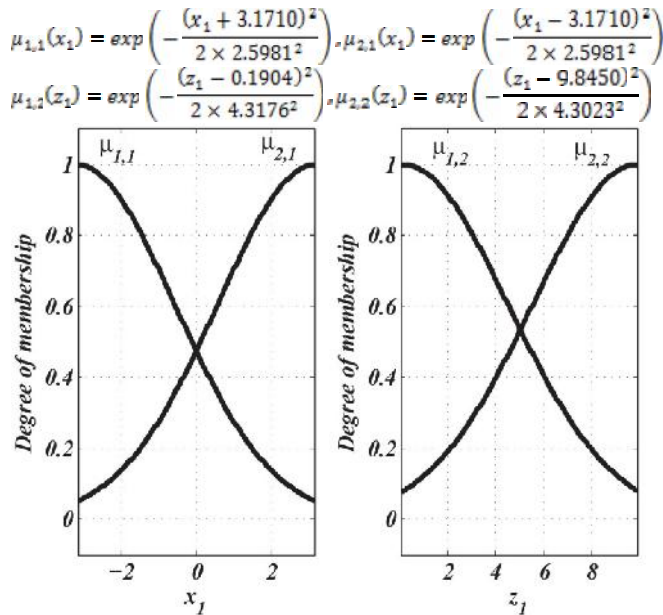 μ₁,₁(x₁) = exp(−(x₁ + 3.1710)²/(2 × 2.5981²)), μ₂,₁(x₁) = exp(−(x₁ − 3.1710)²/(2 × 2.5981²))
μ₁,₂(z₁) = exp(−(z₁ − 0.1904)²/(2 × 4.3176²)), μ₂,₂(z₁) = exp(−(z₁ − 9.8450)²/(2 × 4.3023²))
μ₁,₁ μ₂,₁
1
0.8
0.6
0.4
0.2
0
Degree of membership
−2 0 2
x₁
μ₁,₂ μ₂,₂
1
0.8
0.6
0.4
0.2
0
Degree of membership
2 4 6 8
z₁